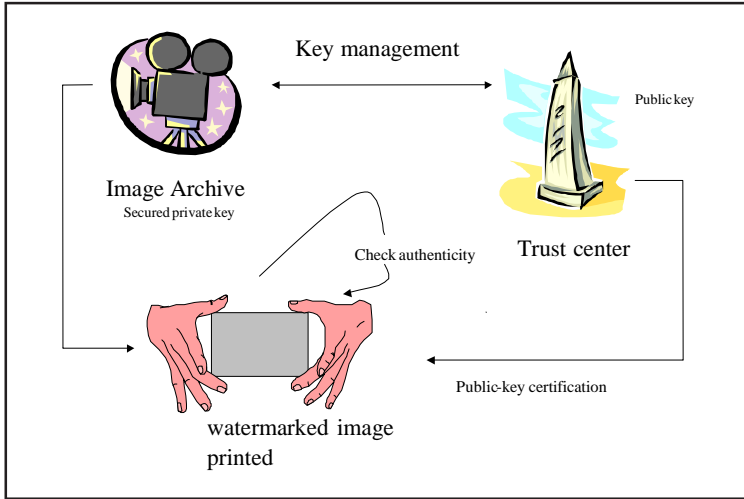 Key management
Public key
Image Archive
Secured private key
Trust center
Check authenticity
Public-key certification
watermarked image
printed